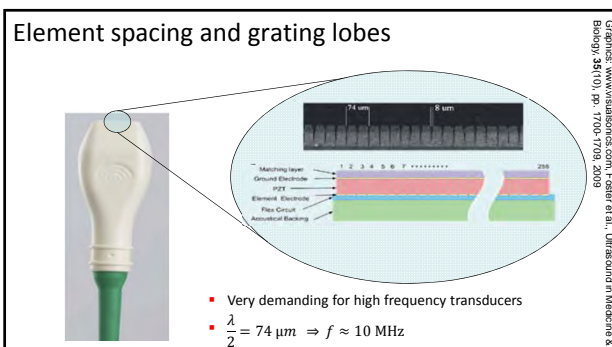 Element spacing and grating lobes
Graphics: www.visualsonics.com, Foster et al., Ultrasound in Medicine &
Biology, 35(10), pp. 1700-1709, 2009
74 um
8 um
1 2 3 4 5 6 7 ......... 256
Matching layer
Ground Electrode
PZT
Element Electrode
Flex Circuit
Acoustical Backing
▪ Very demanding for high frequency transducers
▪ λ/2 = 74 μm ⇒ f ≈ 10 MHz